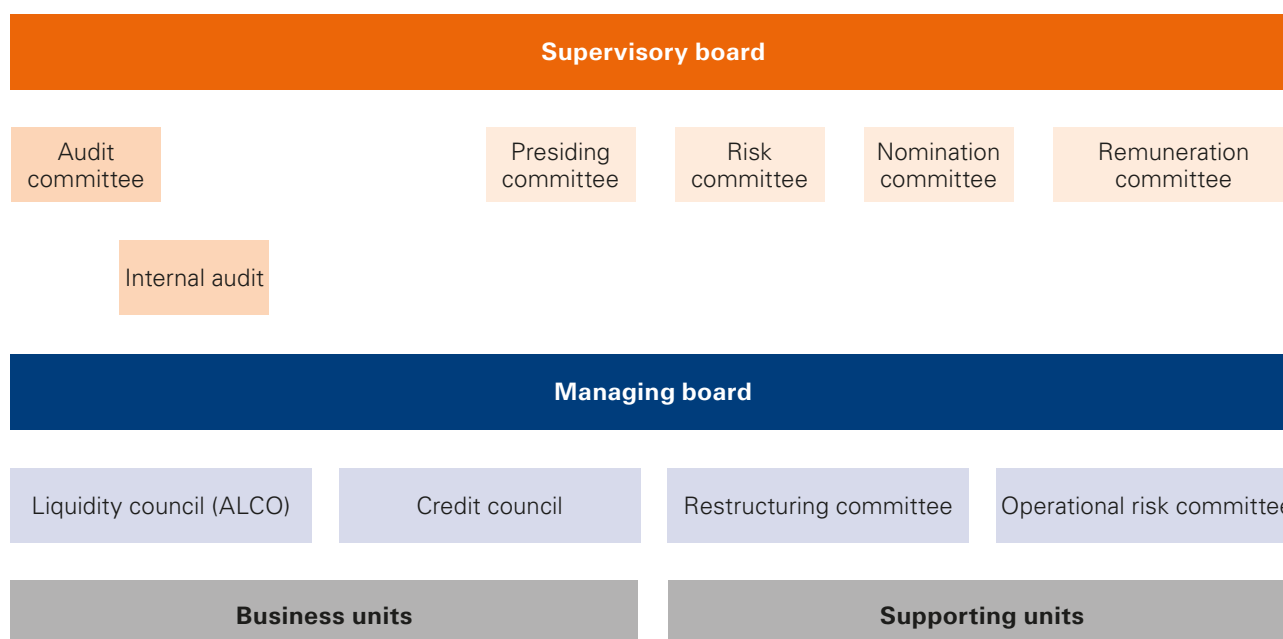 Supervisory board
Audit
committee
Presiding
committee
Risk
committee
Nomination
committee
Remuneration
committee
Internal audit
Managing board
Liquidity council (ALCO)
Credit council
Restructuring committee
Operational risk committee
Business units
Supporting units